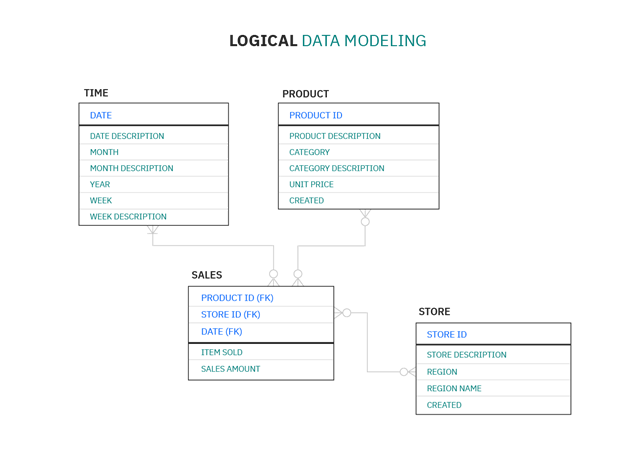 LOGICAL DATA MODELING
TIME
DATE
DATE DESCRIPTION
MONTH
MONTH DESCRIPTION
YEAR
WEEK
WEEK DESCRIPTION
PRODUCT
PRODUCT ID
PRODUCT DESCRIPTION
CATEGORY
CATEGORY DESCRIPTION
UNIT PRICE
CREATED
SALES
PRODUCT ID (FK)
STORE ID (FK)
DATE (FK)
ITEM SOLD
SALES AMOUNT
STORE
STORE ID
STORE DESCRIPTION
REGION
REGION NAME
CREATED